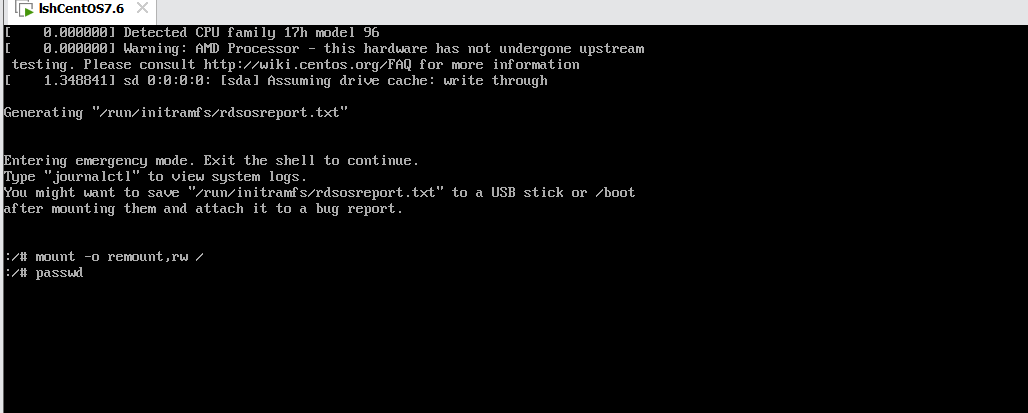 lshCentOS7.6
[    0.000000] Detected CPU family 17h model 96
[    0.000000] Warning: AMD Processor - this hardware has not undergone upstream
 testing. Please consult http://wiki.centos.org/FAQ for more information
[    1.348841] sd 0:0:0:0: [sda] Assuming drive cache: write through
Generating "/run/initramfs/rdsosreport.txt"
Entering emergency mode. Exit the shell to continue.
Type "journalctl" to view system logs.
You might want to save "/run/initramfs/rdsosreport.txt" to a USB stick or /boot
after mounting them and attach it to a bug report.
:/# mount -o remount,rw /
:/# passwd